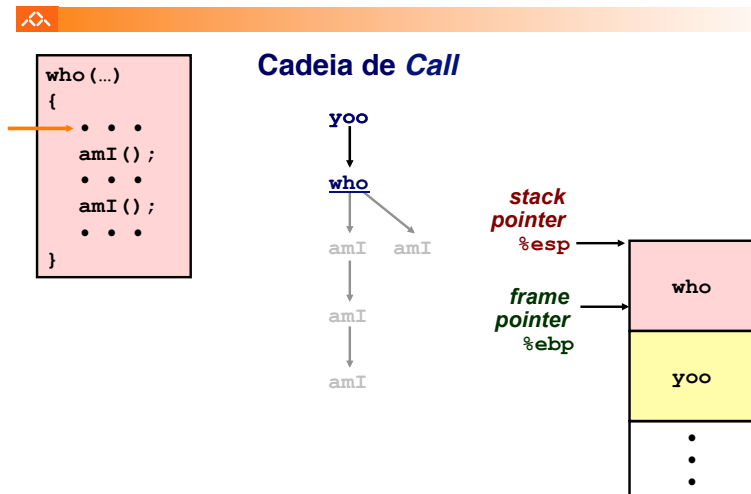 Cadeia de Call
who(…)
{
• • •
amI();
• • •
amI();
• • •
}
yoo
who
amI amI
amI
amI
stack
pointer
%esp
frame
pointer
%ebp
who
yoo
•
•
•